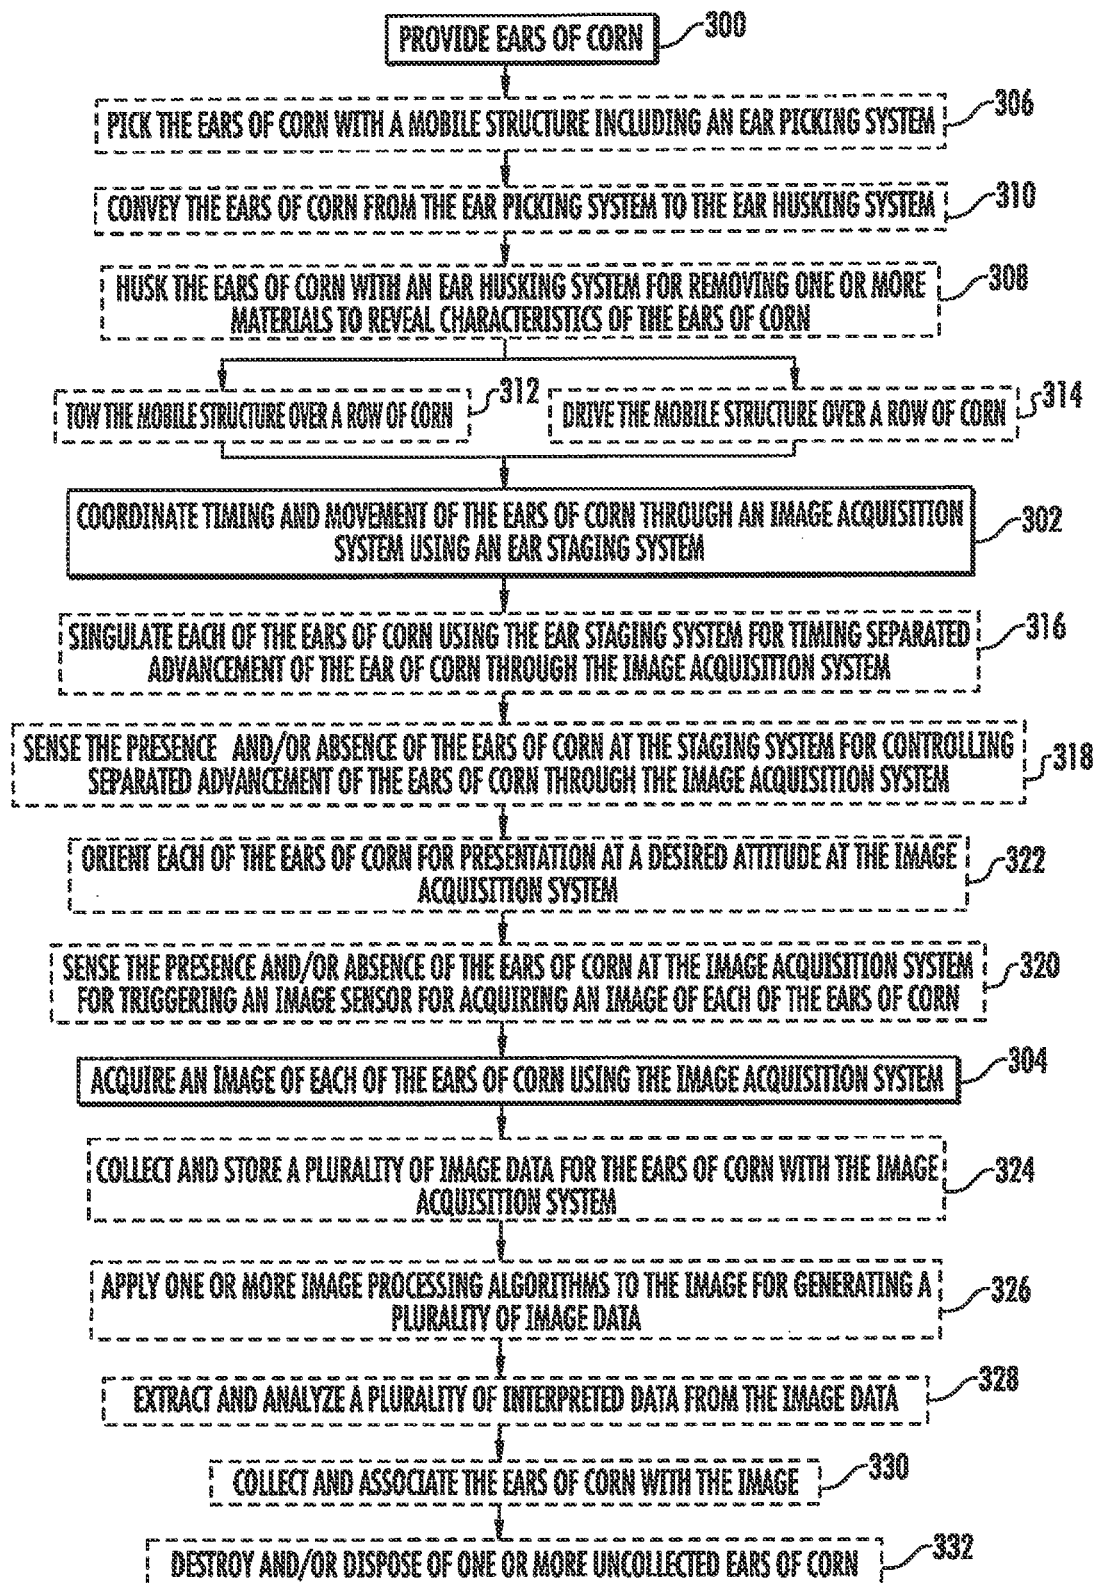 PROVIDE EARS OF CORN
300
PICK THE EARS OF CORN WITH A MOBILE STRUCTURE INCLUDING AN EAR PICKING SYSTEM
306
CONVEY THE EARS OF CORN FROM THE EAR PICKING SYSTEM TO THE EAR HUSKING SYSTEM
310
HUSK THE EARS OF CORN WITH AN EAR HUSKING SYSTEM FOR REMOVING ONE OR MORE
MATERIALS TO REVEAL CHARACTERISTICS OF THE EARS OF CORN
308
TOW THE MOBILE STRUCTURE OVER A ROW OF CORN
312
DRIVE THE MOBILE STRUCTURE OVER A ROW OF CORN
314
COORDINATE TIMING AND MOVEMENT OF THE EARS OF CORN THROUGH AN IMAGE ACQUISITION
SYSTEM USING AN EAR STAGING SYSTEM
302
SINGULATE EACH OF THE EARS OF CORN USING THE EAR STAGING SYSTEM FOR TIMING SEPARATED
ADVANCEMENT OF THE EAR OF CORN THROUGH THE IMAGE ACQUISITION SYSTEM
316
SENSE THE PRESENCE AND/OR ABSENCE OF THE EARS OF CORN AT THE STAGING SYSTEM FOR CONTROLLING
SEPARATED ADVANCEMENT OF THE EARS OF CORN THROUGH THE IMAGE ACQUISITION SYSTEM
318
ORIENT EACH OF THE EARS OF CORN FOR PRESENTATION AT A DESIRED ATTITUDE AT THE IMAGE
ACQUISITION SYSTEM
322
SENSE THE PRESENCE AND/OR ABSENCE OF THE EARS OF CORN AT THE IMAGE ACQUISITION SYSTEM
FOR TRIGGERING AN IMAGE SENSOR FOR ACQUIRING AN IMAGE OF EACH OF THE EARS OF CORN
320
ACQUIRE AN IMAGE OF EACH OF THE EARS OF CORN USING THE IMAGE ACQUISITION SYSTEM
304
COLLECT AND STORE A PLURALITY OF IMAGE DATA FOR THE EARS OF CORN WITH THE IMAGE
ACQUISITION SYSTEM
324
APPLY ONE OR MORE IMAGE PROCESSING ALGORITHMS TO THE IMAGE FOR GENERATING A
PLURALITY OF IMAGE DATA
326
EXTRACT AND ANALYZE A PLURALITY OF INTERPRETED DATA FROM THE IMAGE DATA
328
COLLECT AND ASSOCIATE THE EARS OF CORN WITH THE IMAGE
330
DESTROY AND/OR DISPOSE OF ONE OR MORE UNCOLLECTED EARS OF CORN
332